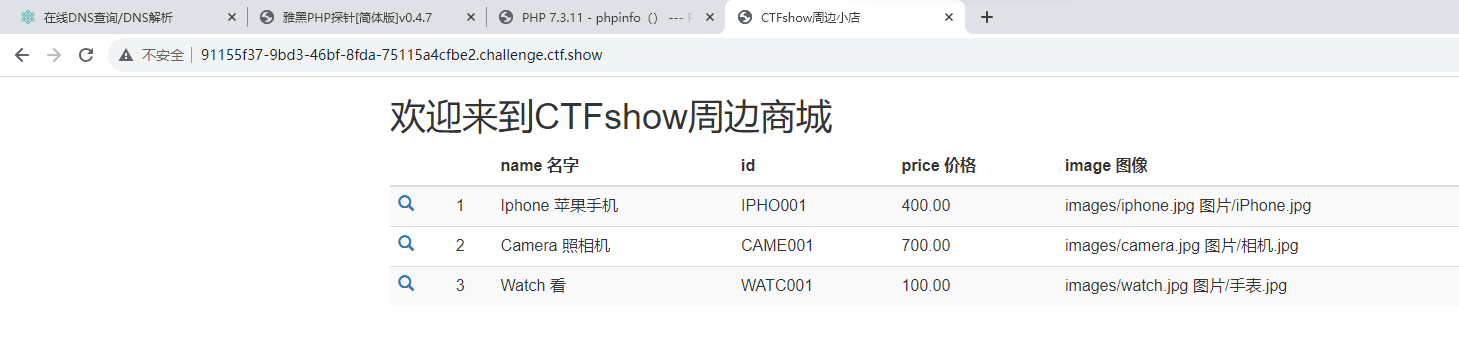 在线DNS查询/DNS解析
雅黑PHP探针[简体版]v0.4.7
PHP 7.3.11 - phpinfo（） --- P
CTFshow周边小店
不安全 91155f37-9bd3-46bf-8fda-75115a4cfbe2.challenge.ctf.show
欢迎来到CTFshow周边商城
name 名字 id price 价格 image 图像
1 Iphone 苹果手机 IPHO001 400.00 images/iphone.jpg 图片/iPhone.jpg
2 Camera 照相机 CAME001 700.00 images/camera.jpg 图片/相机.jpg
3 Watch 看 WATC001 100.00 images/watch.jpg 图片/手表.jpg